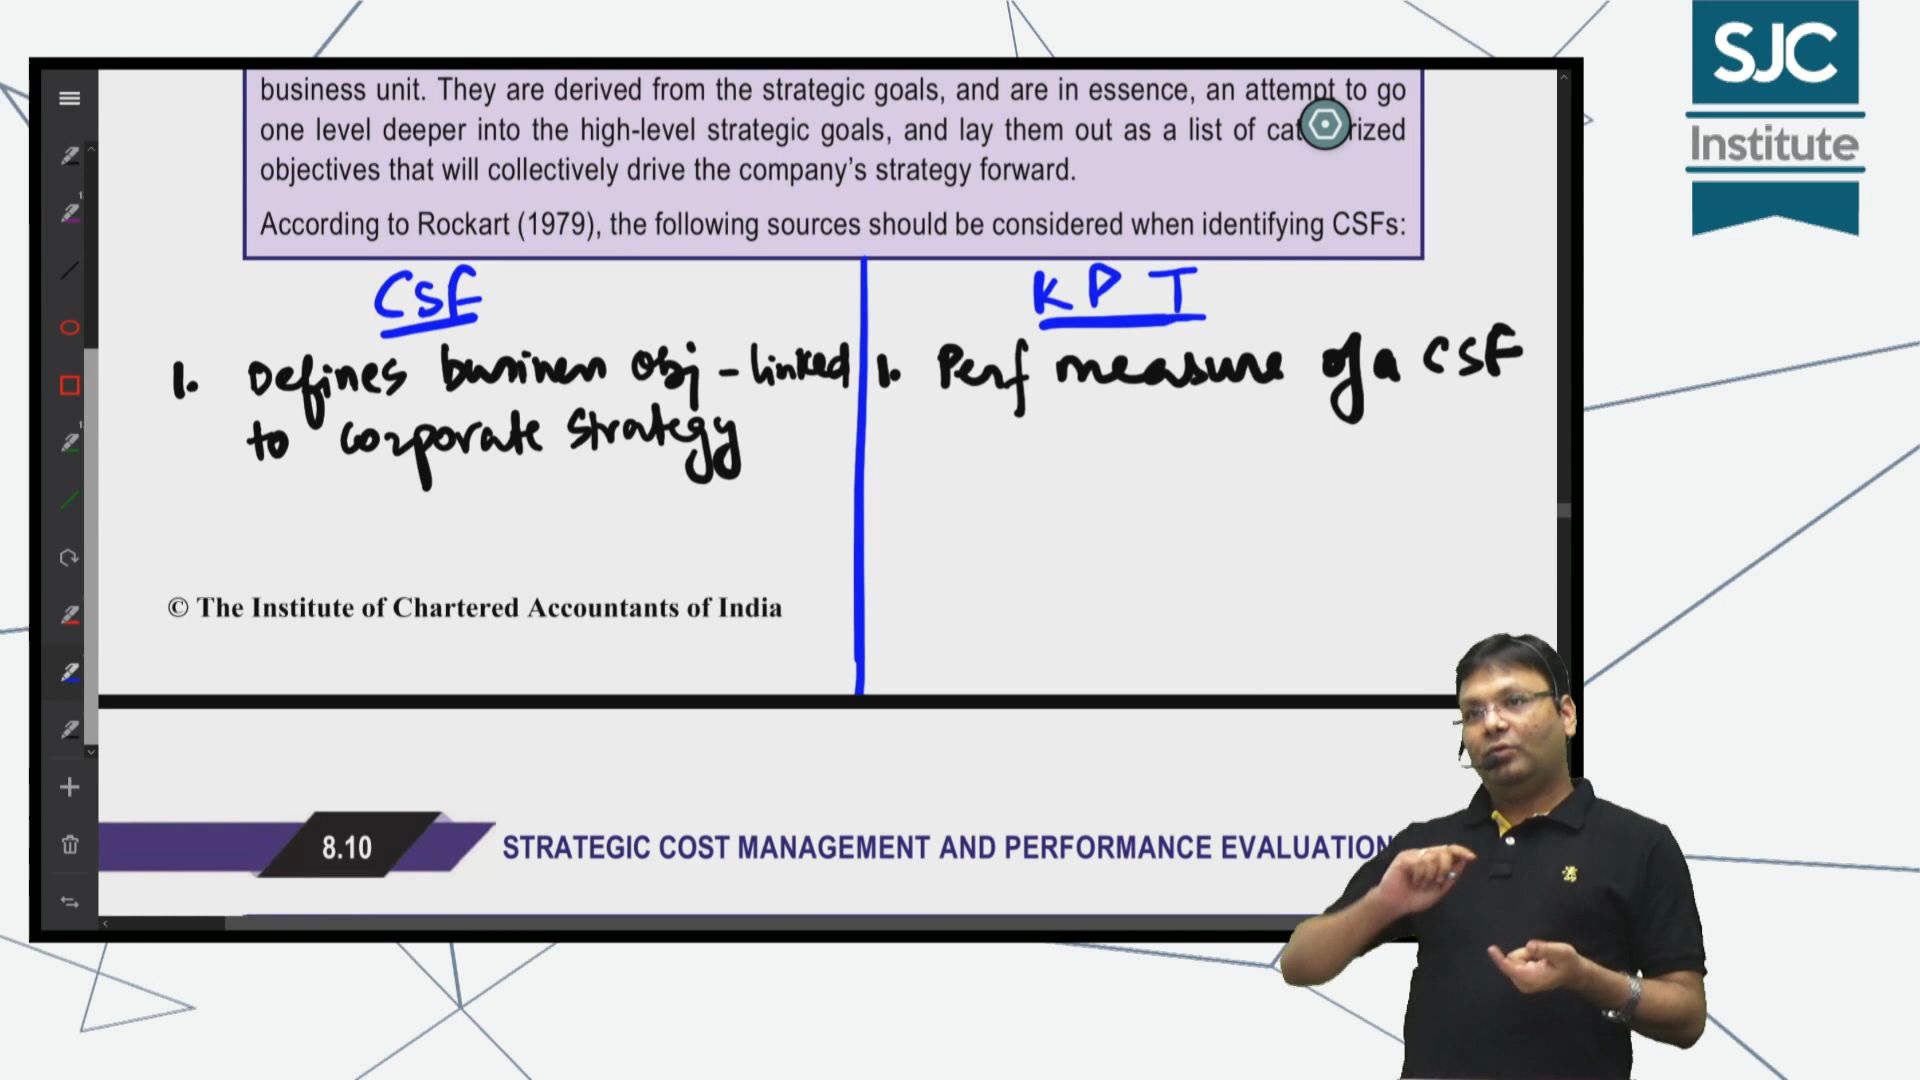 SJC
Institute
business unit. They are derived from the strategic goals, and are in essence, an attempt to go
one level deeper into the high-level strategic goals, and lay them out as a list of cat rized
objectives that will collectively drive the company's strategy forward.
According to Rockart (1979), the following sources should be considered when identifying CSFs:
CSF
KPI
1. Defines business obj - linked
to corporate strategy
1. Perf measure of a CSF
© The Institute of Chartered Accountants of India
8.10 STRATEGIC COST MANAGEMENT AND PERFORMANCE EVALUATION